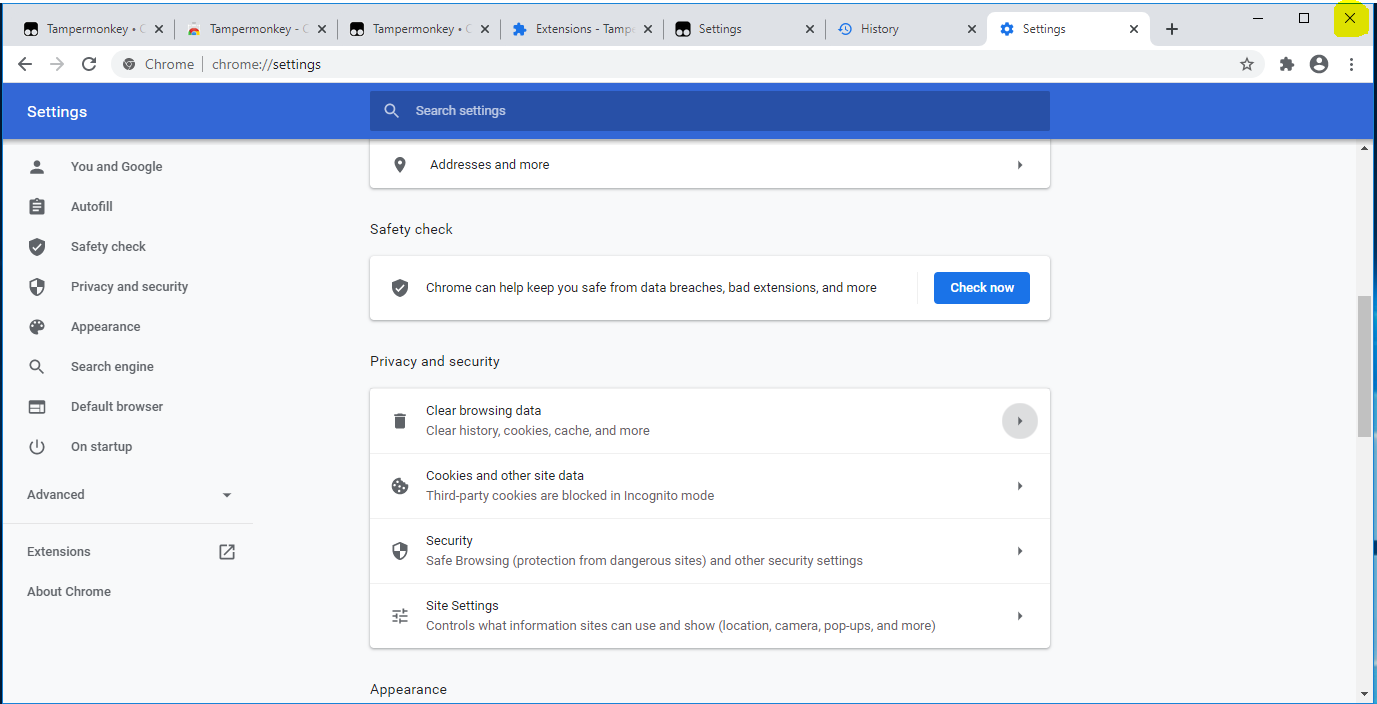 Tampermonkey •
Tampermonkey -
Tampermonkey •
Extensions - Tampe
Settings
History
Settings
Chrome
chrome://settings
Settings
Search settings
You and Google
Autofill
Safety check
Privacy and security
Appearance
Search engine
Default browser
On startup
Advanced
Extensions
About Chrome
Addresses and more
Safety check
Chrome can help keep you safe from data breaches, bad extensions, and more
Check now
Privacy and security
Clear browsing data
Clear history, cookies, cache, and more
Cookies and other site data
Third-party cookies are blocked in Incognito mode
Security
Safe Browsing (protection from dangerous sites) and other security settings
Site Settings
Controls what information sites can use and show (location, camera, pop-ups, and more)
Appearance